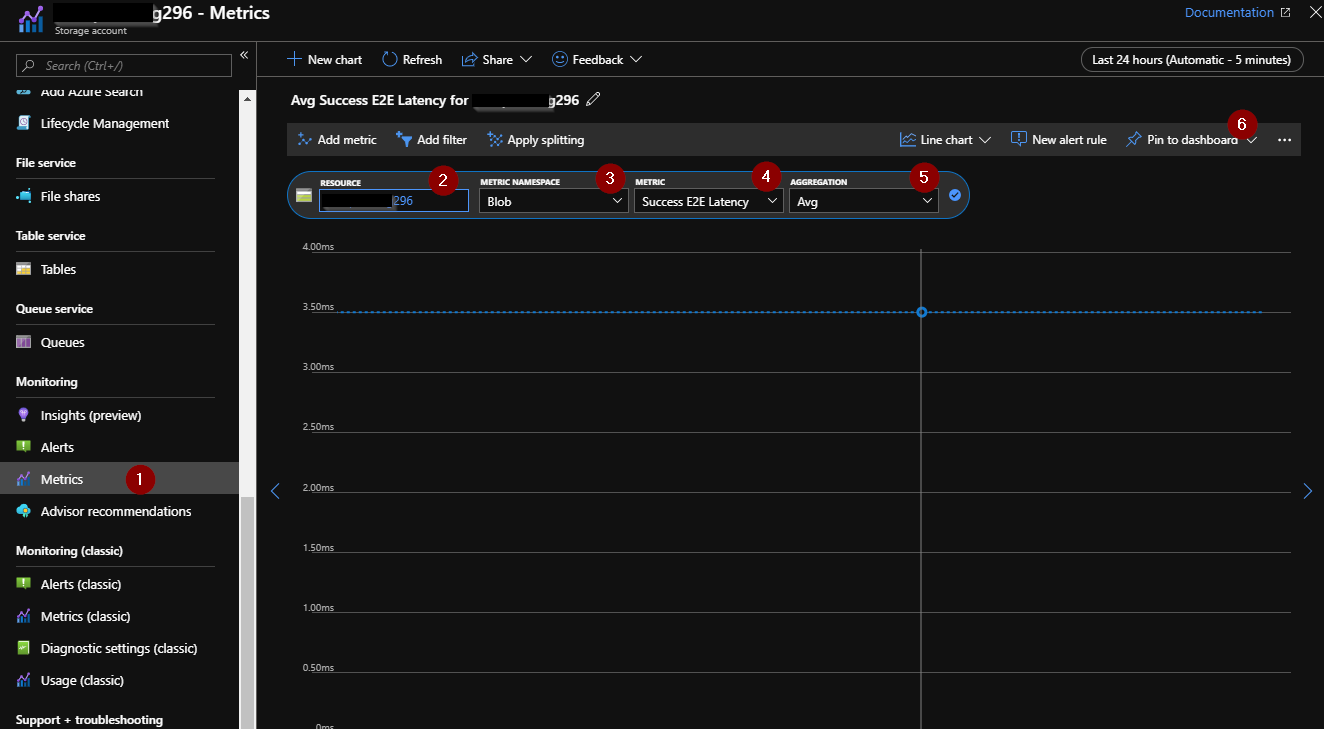 g296 - Metrics
Storage account
Documentation
Search (Ctrl+/)
Add Azure Search
Lifecycle Management
File service
File shares
Table service
Tables
Queue service
Queues
Monitoring
Insights (preview)
Alerts
Metrics 1
Advisor recommendations
Monitoring (classic)
Alerts (classic)
Metrics (classic)
Diagnostic settings (classic)
Usage (classic)
Support + troubleshooting
New chart Refresh Share Feedback
Last 24 hours (Automatic - 5 minutes)
Avg Success E2E Latency for g296
Add metric Add filter Apply splitting Line chart New alert rule Pin to dashboard 6 ...
RESOURCE 2 METRIC NAMESPACE 3 METRIC 4 AGGREGATION 5
296 Blob Success E2E Latency Avg
4.00ms
3.50ms
3.00ms
2.50ms
2.00ms
1.50ms
1.00ms
0.50ms
0ms